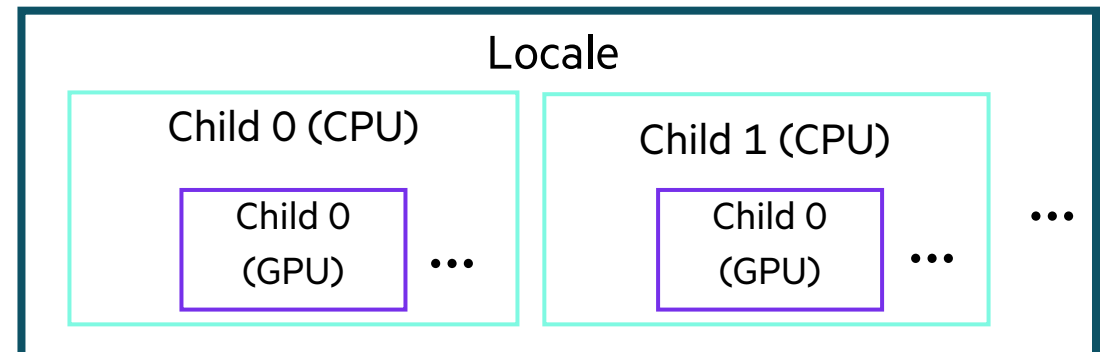 Locale
Child 0 (CPU)
Child 0
(GPU)
...
Child 1 (CPU)
Child 0
(GPU)
...
...